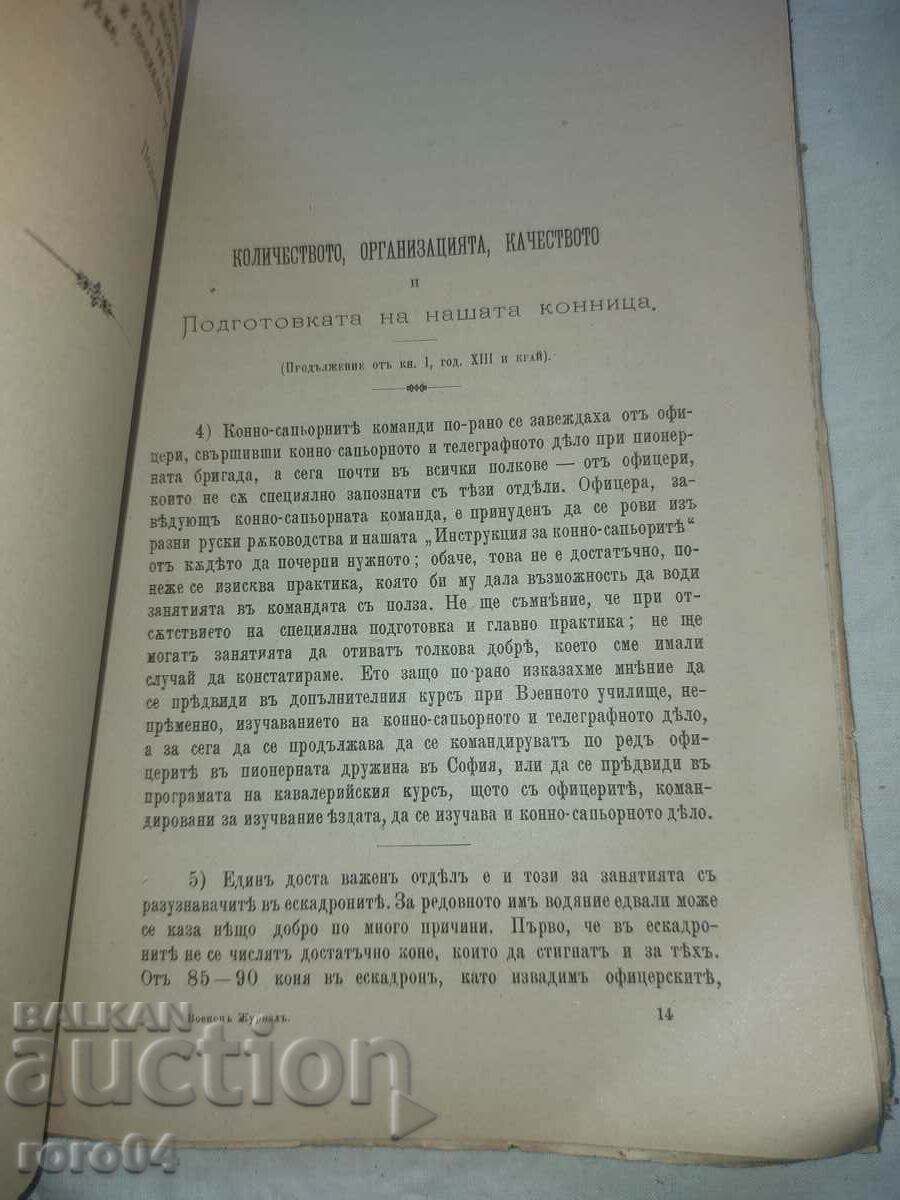 КОЛИЧЕСТВОТО, ОРГАНИЗАЦИЯТА, КАЧЕСТВОТО
и
Подготовката на нашата конница.
(Продължение отъ кн. 1, год. XIII и край).
4) Конно-сапьорнитѣ команди по-рано се завеждаха отъ офи-
цери, свършивши конно-сапьорното и телеграфното дѣло при пионер-
ната бригада, а сега почти въ всички полкове — отъ офицери,
които не сѫ специялно запознати съ тѣзи отдѣли. Офицера, за-
вѣдующъ конно-сапьорната команда, е принуденъ да се рови изъ
разни руски рѫководства и нашата „Инструкция за конно-сапьоритѣ“
отъ кѫдѣто да почерпи нужното; обаче, това не е достатъчно, по-
неже се изисква практика, която би му дала възможность да води
занятията въ командата съ полза. Не ще съмнѣние, че при от-
сѫтствието на специялна подготовка и главно практика; не ще
могатъ занятията да отиватъ толкова добрѣ, което сме имали
случай да констатираме. Ето защо по-рано изказахме мнѣние да
се прѣдвиди въ допълнителния курсъ при Военното училище, не-
прѣменно, изучаванието на конно-сапьорното и телеграфното дѣло,
а за сега да се продължава да се командируватъ по редъ офи-
церитѣ въ пионерната дружина въ София, или да се прѣдвиди въ
програмата на кавалерийския курсъ, щото съ офицеритѣ, коман-
дировани за изучвание ѣздата, да се изучава и конно-сапьорното дѣло.
5) Единъ доста важенъ отдѣлъ е и този за занятията съ
разузнавачитѣ въ ескадронитѣ. За редовното имъ водяние едвали може
се каза нѣщо добро по много причини. Първо, че въ ескадро-
нитѣ не се числятъ достатъчно коне, които да стигнатъ и за тѣхъ.
Отъ 85—90 коня въ ескадронъ, като извадимъ офицерскитѣ,
Воененъ Журналъ. 14
BALKAN
auction
roro04